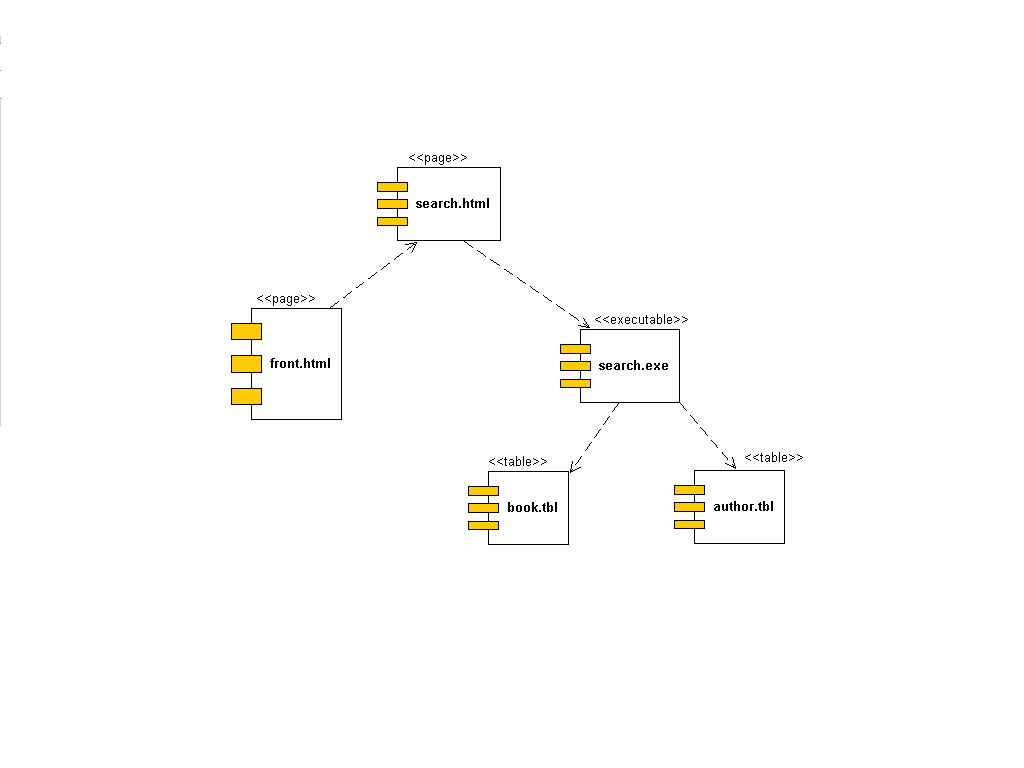 <<page>>
search.html
<<page>>
front.html
<<executable>>
search.exe
<<table>>
book.tbl
<<table>>
author.tbl